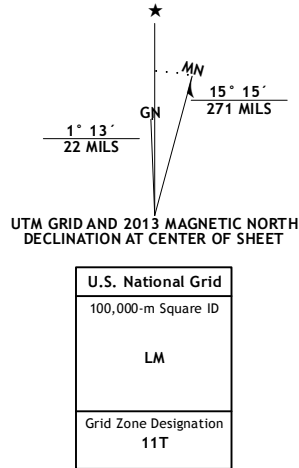 MN
GN
15° 15´
271 MILS
1° 13´
22 MILS
UTM GRID AND 2013 MAGNETIC NORTH
DECLINATION AT CENTER OF SHEET
U.S. National Grid
100,000-m Square ID
LM
Grid Zone Designation
11T